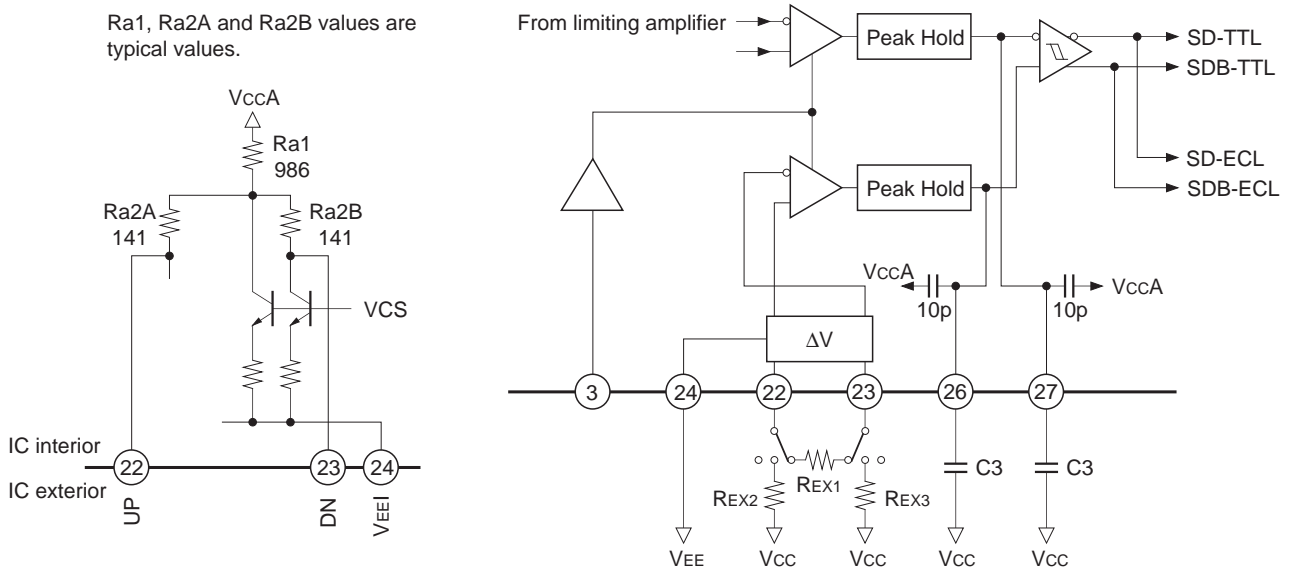 Ra1, Ra2A and Ra2B values are
typical values.
VCCA
Ra1
986
Ra2A
141
Ra2B
141
VCS
IC interior
IC exterior
22
23
24
UP
DN
VEEI
From limiting amplifier
Peak Hold
SD-TTL
SDB-TTL
SD-ECL
SDB-ECL
Peak Hold
VCCA
10p
VCCA
10p
ΔV
3
24
22
23
26
27
REX1
REX2
REX3
C3
C3
VEE
VCC
VCC
VCC
VCC